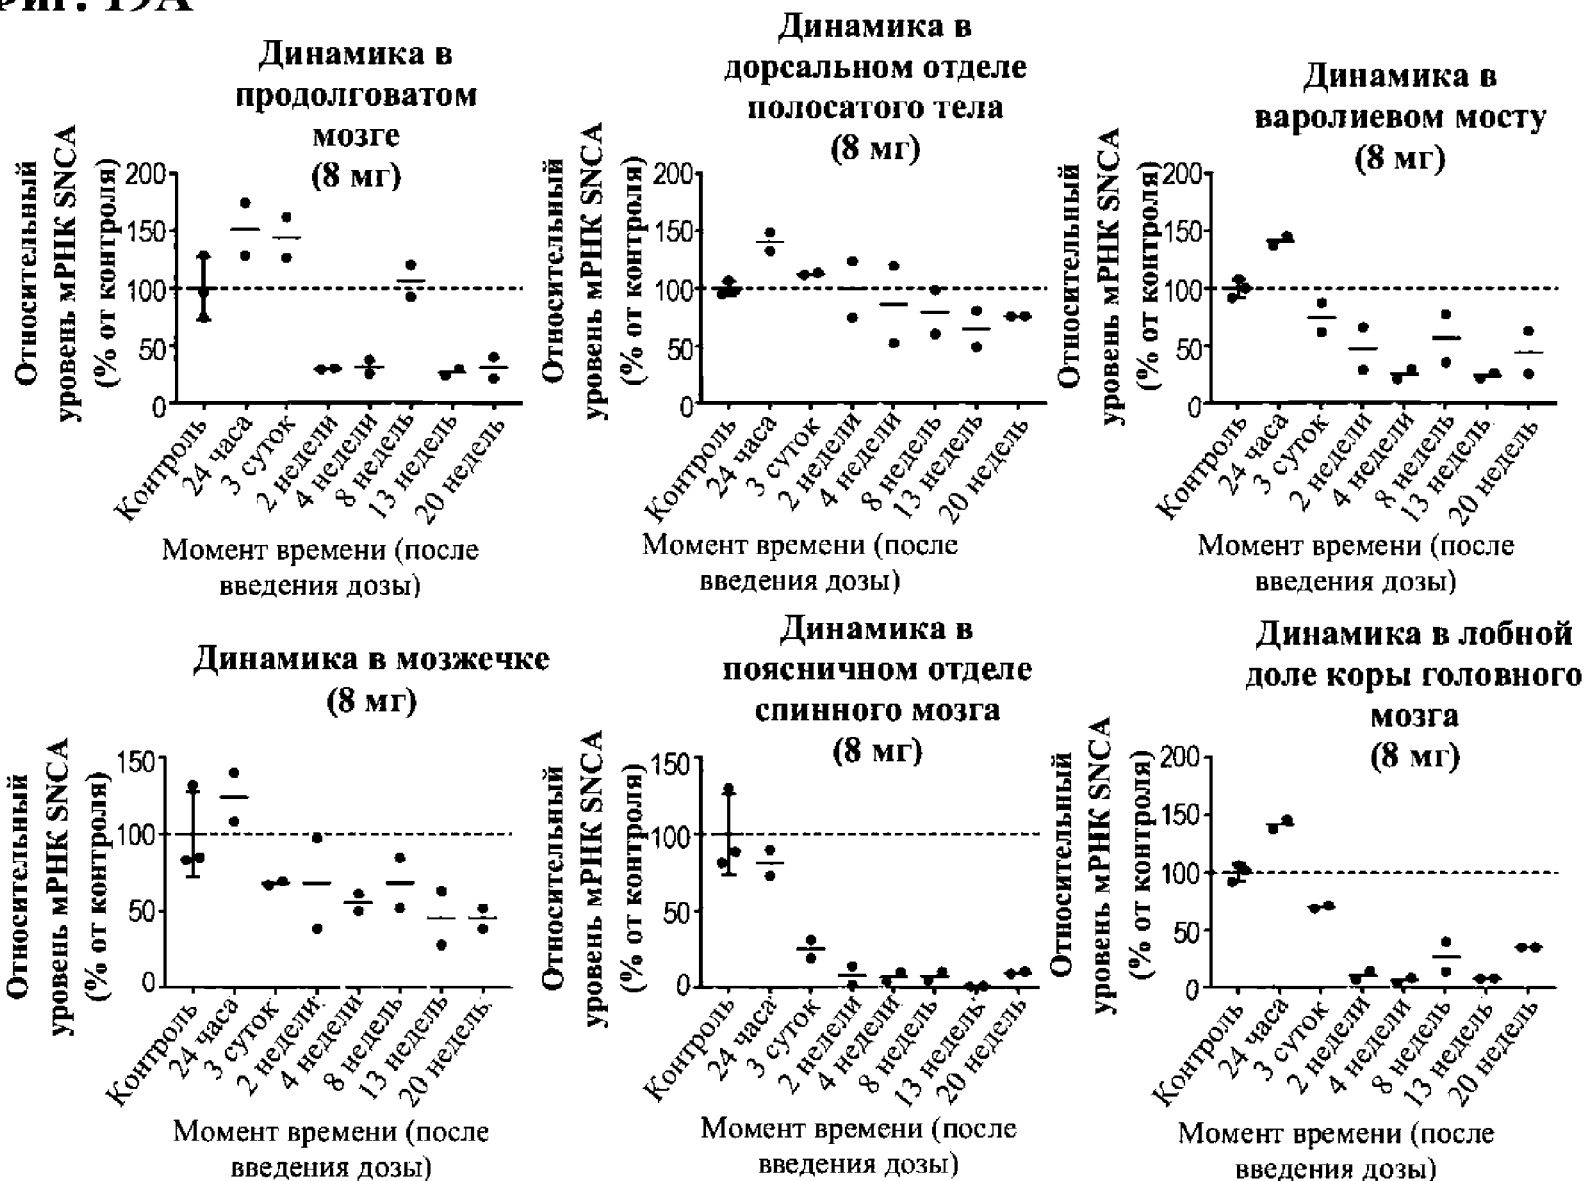 Фиг. 19А
Динамика в
продолговатом
мозге
(8 мг)
Относительный
уровень мРНК SNCA
(% от контроля)
200
150
100
50
0
Контроль
24 часа
3 суток
2 недели
4 недели
8 недель
13 недель
20 недель
Момент времени (после
введения дозы)
Динамика в
дорсальном отделе
полосатого тела
(8 мг)
Относительный
уровень мРНК SNCA
(% от контроля)
200
150
100
50
0
Контроль
24 часа
3 суток
2 недели
4 недели
8 недель
13 недель
20 недель
Момент времени (после
введения дозы)
Динамика в
варолиевом мосту
(8 мг)
Относительный
уровень мРНК SNCA
(% от контроля)
200
150
100
50
0
Контроль
24 часа
3 суток
2 недели
4 недели
8 недель
13 недель
20 недель
Момент времени (после
введения дозы)
Динамика в мозжечке
(8 мг)
Относительный
уровень мРНК SNCA
(% от контроля)
150
100
50
0
Контроль
24 часа
3 суток
2 недели
4 недели
8 недель
13 недель
20 недель
Момент времени (после
введения дозы)
Динамика в
поясничном отделе
спинного мозга
(8 мг)
Относительный
уровень мРНК SNCA
(% от контроля)
150
100
50
0
Контроль
24 часа
3 суток
2 недели
4 недели
8 недель
13 недель
20 недель
Момент времени (после
введения дозы)
Динамика в лобной
доле коры головного
мозга
(8 мг)
Относительный
уровень мРНК SNCA
(% от контроля)
200
150
100
50
0
Контроль
24 часа
3 суток
2 недели
4 недели
8 недель
13 недель
20 недель
Момент времени (после
введения дозы)